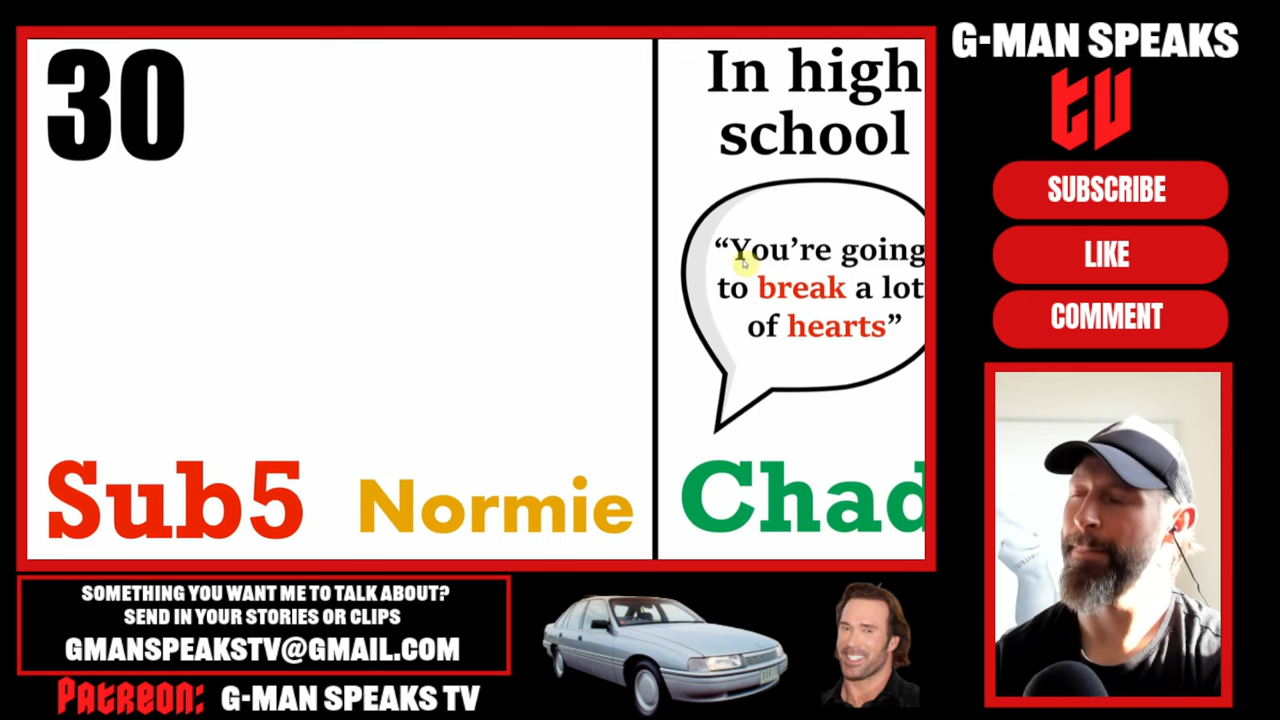 30
Sub5
Normie
In high
school
“You’re going
to break a lot
of hearts”
Chad
G-MAN SPEAKS
tv
SUBSCRIBE
LIKE
COMMENT
SOMETHING YOU WANT ME TO TALK ABOUT?
SEND IN YOUR STORIES OR CLIPS
GMANSPEAKSTV@GMAIL.COM
PATREON: G-MAN SPEAKS TV